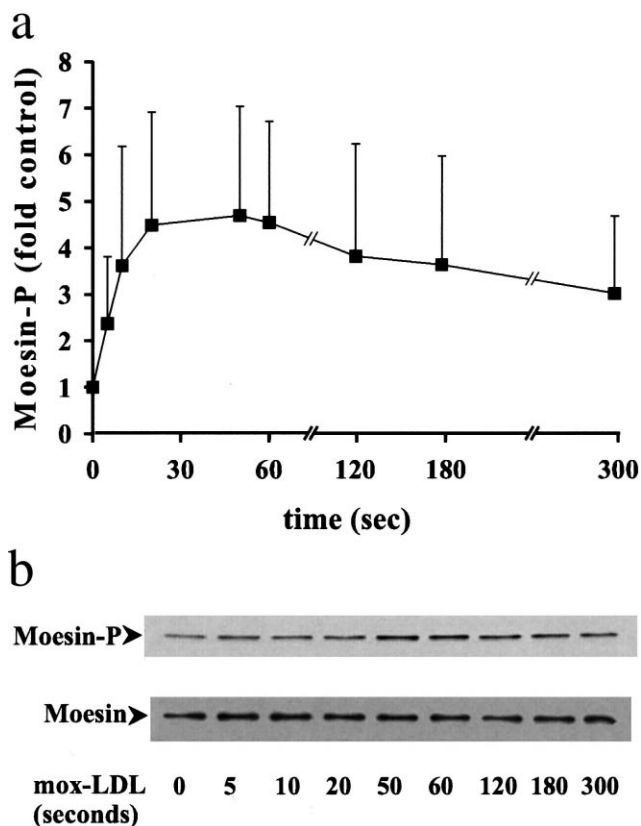 a
Moesin-P (fold control)
8
7
6
5
4
3
2
1
0
0 30 60 120 180 300
time (sec)
b
Moesin-P
Moesin
mox-LDL 0 5 10 20 50 60 120 180 300
(seconds)